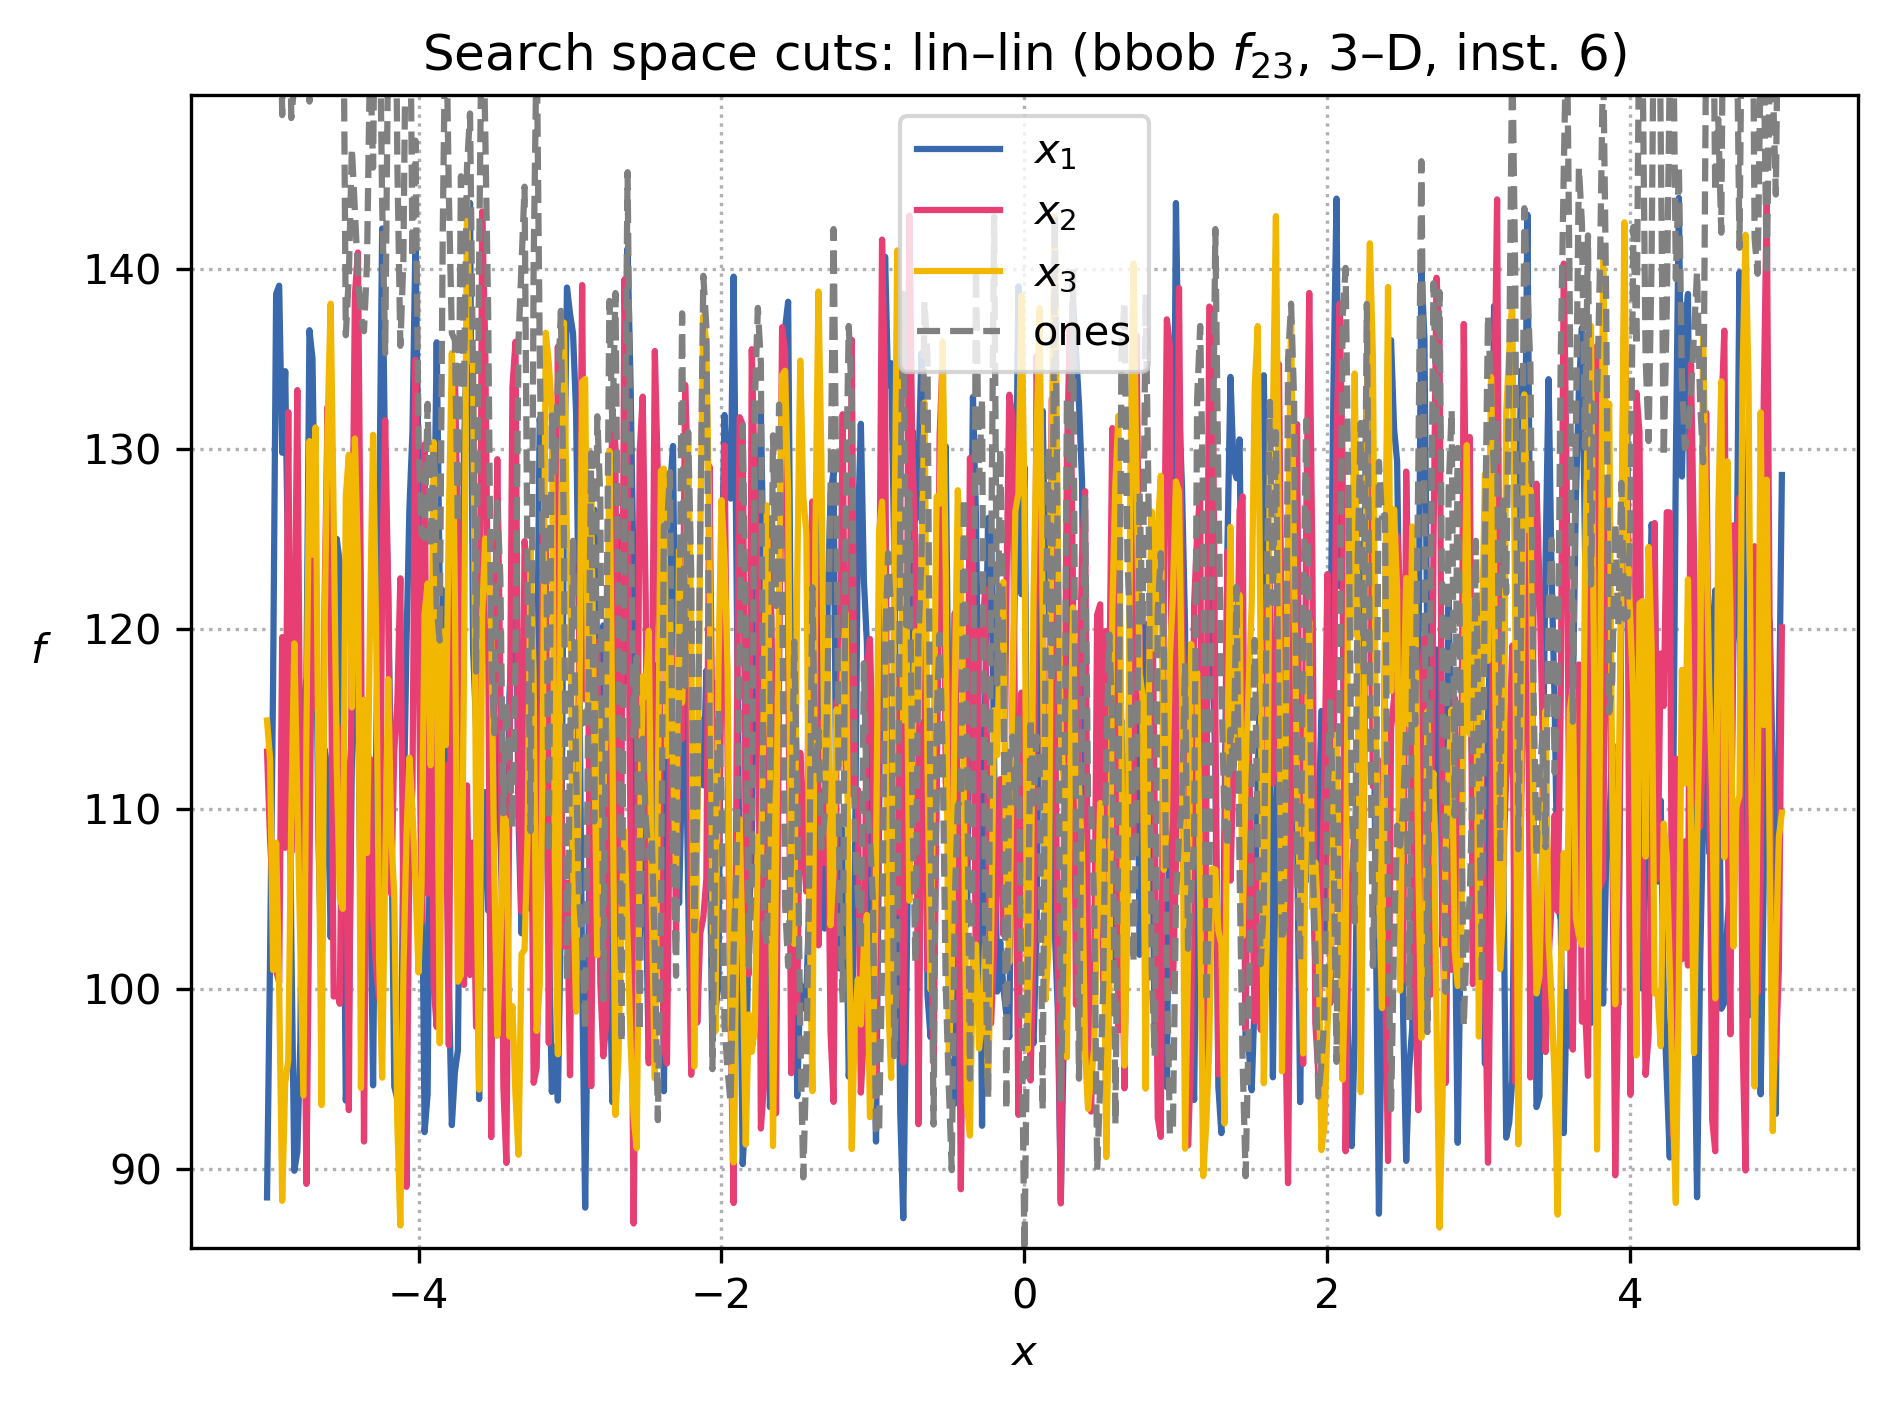 Search space cuts: lin–lin (bbob f₂₃, 3–D, inst. 6)
x₁
x₂
x₃
ones
140
130
120
110
100
90
f
−4
−2
0
2
4
x